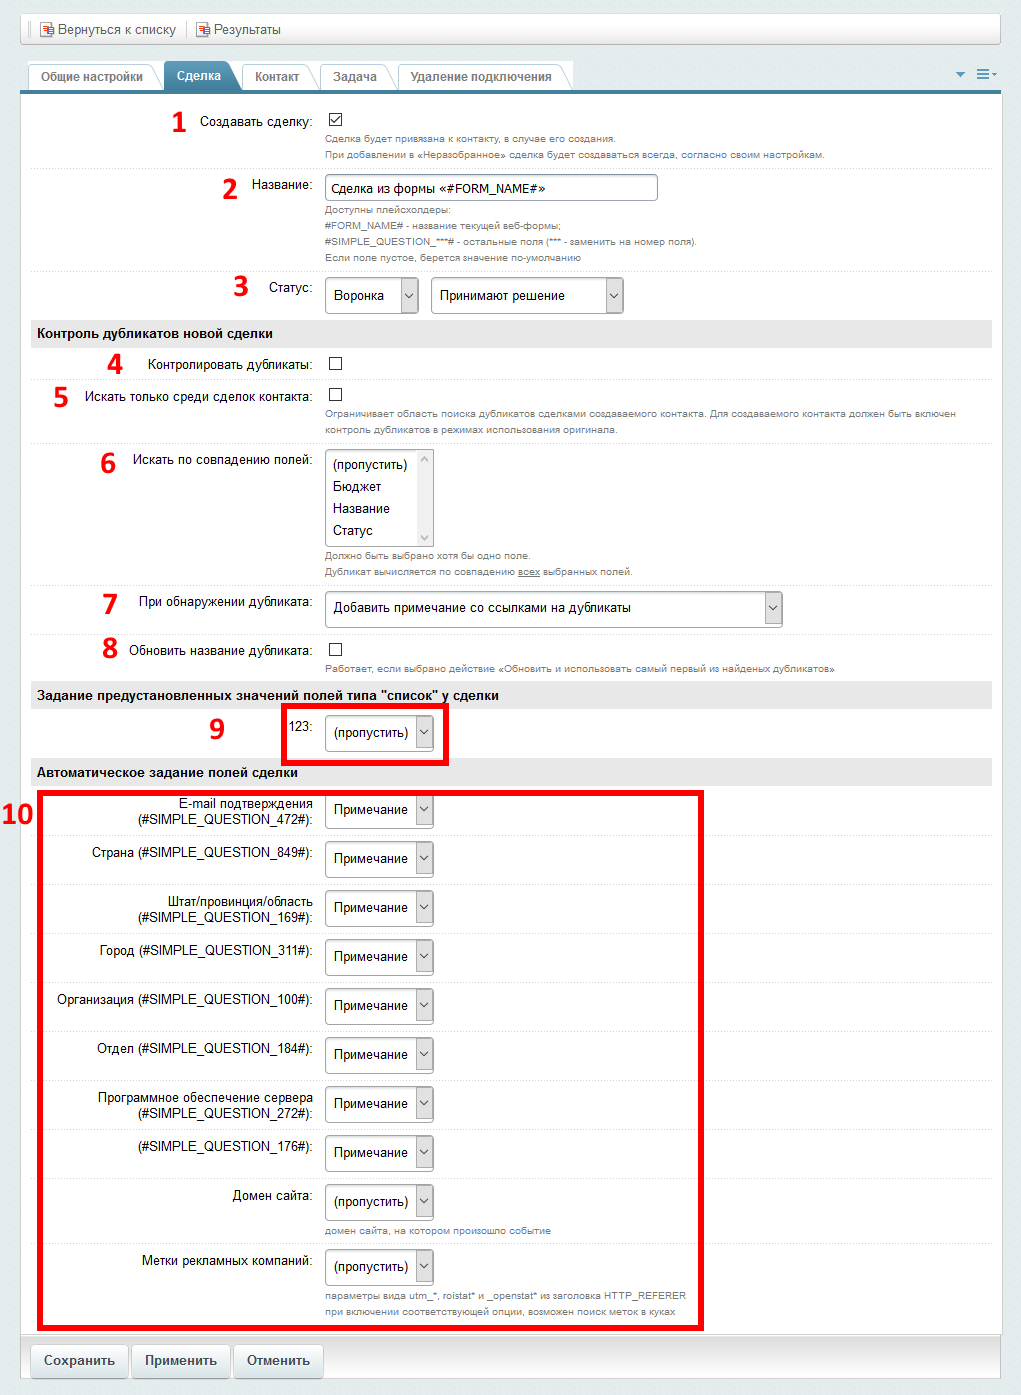 Вернуться к списку Результаты
Общие настройки Сделка Контакт Задача Удаление подключения
1 Создавать сделку:
Сделка будет привязана к контакту, в случае его создания.
При добавлении в «Неразобранное» сделка будет создаваться всегда, согласно своим настройкам.
2 Название: Сделка из формы «#FORM_NAME#»
Доступны плейсхолдеры:
#FORM_NAME# - название текущей веб-формы;
#SIMPLE_QUESTION_***# - остальные поля (*** - заменить на номер поля).
Если поле пустое, берется значение по-умолчанию
3 Статус: Воронка Принимают решение
Контроль дубликатов новой сделки
4 Контролировать дубликаты:
5 Искать только среди сделок контакта:
Ограничивает область поиска дубликатов сделками создаваемого контакта. Для создаваемого контакта должен быть включен
контроль дубликатов в режимах использования оригинала.
6 Искать по совпадению полей: (пропустить)
Бюджет
Название
Статус
Должно быть выбрано хотя бы одно поле.
Дубликат вычисляется по совпадению всех выбранных полей.
7 При обнаружении дубликата: Добавить примечание со ссылками на дубликаты
8 Обновить название дубликата:
Работает, если выбрано действие «Обновить и использовать самый первый из найденых дубликатов»
Задание предустановленных значений полей типа "список" у сделки
9 123: (пропустить)
Автоматическое задание полей сделки
10 E-mail подтверждения
(#SIMPLE_QUESTION_472#): Примечание
Страна (#SIMPLE_QUESTION_849#): Примечание
Штат/провинция/область
(#SIMPLE_QUESTION_169#): Примечание
Город (#SIMPLE_QUESTION_311#): Примечание
Организация (#SIMPLE_QUESTION_100#): Примечание
Отдел (#SIMPLE_QUESTION_184#): Примечание
Программное обеспечение сервера
(#SIMPLE_QUESTION_272#): Примечание
(#SIMPLE_QUESTION_176#): Примечание
Домен сайта: (пропустить)
домен сайта, на котором произошло событие
Метки рекламных компаний: (пропустить)
параметры вида utm_*, roistat* и _openstat* из заголовка HTTP_REFERER
при включении соответствующей опции, возможен поиск меток в куках
Сохранить Применить Отменить